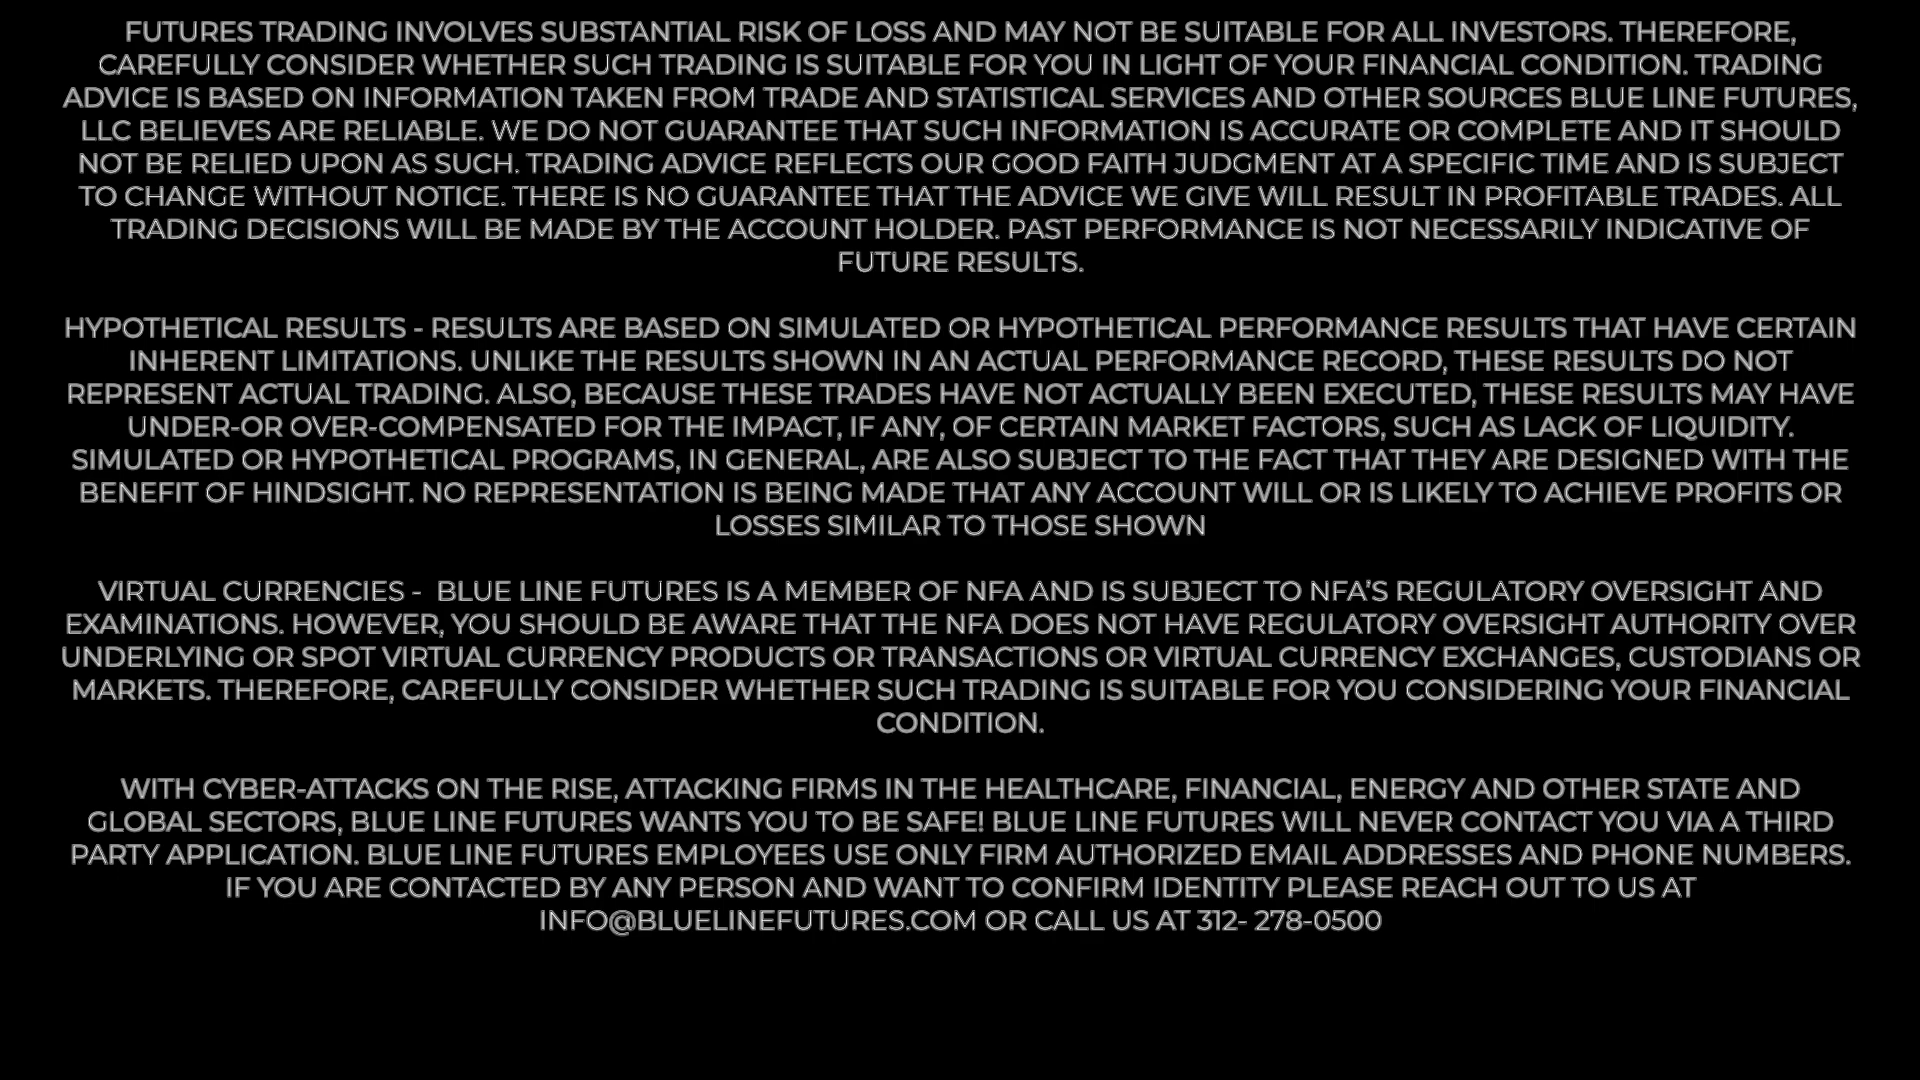 FUTURES TRADING INVOLVES SUBSTANTIAL RISK OF LOSS AND MAY NOT BE SUITABLE FOR ALL INVESTORS. THEREFORE,
CAREFULLY CONSIDER WHETHER SUCH TRADING IS SUITABLE FOR YOU IN LIGHT OF YOUR FINANCIAL CONDITION. TRADING
ADVICE IS BASED ON INFORMATION TAKEN FROM TRADE AND STATISTICAL SERVICES AND OTHER SOURCES BLUE LINE FUTURES,
LLC BELIEVES ARE RELIABLE. WE DO NOT GUARANTEE THAT SUCH INFORMATION IS ACCURATE OR COMPLETE AND IT SHOULD
NOT BE RELIED UPON AS SUCH. TRADING ADVICE REFLECTS OUR GOOD FAITH JUDGMENT AT A SPECIFIC TIME AND IS SUBJECT
TO CHANGE WITHOUT NOTICE. THERE IS NO GUARANTEE THAT THE ADVICE WE GIVE WILL RESULT IN PROFITABLE TRADES. ALL
TRADING DECISIONS WILL BE MADE BY THE ACCOUNT HOLDER. PAST PERFORMANCE IS NOT NECESSARILY INDICATIVE OF
FUTURE RESULTS.
HYPOTHETICAL RESULTS - RESULTS ARE BASED ON SIMULATED OR HYPOTHETICAL PERFORMANCE RESULTS THAT HAVE CERTAIN
INHERENT LIMITATIONS. UNLIKE THE RESULTS SHOWN IN AN ACTUAL PERFORMANCE RECORD, THESE RESULTS DO NOT
REPRESENT ACTUAL TRADING. ALSO, BECAUSE THESE TRADES HAVE NOT ACTUALLY BEEN EXECUTED, THESE RESULTS MAY HAVE
UNDER-OR OVER-COMPENSATED FOR THE IMPACT, IF ANY, OF CERTAIN MARKET FACTORS, SUCH AS LACK OF LIQUIDITY.
SIMULATED OR HYPOTHETICAL PROGRAMS, IN GENERAL, ARE ALSO SUBJECT TO THE FACT THAT THEY ARE DESIGNED WITH THE
BENEFIT OF HINDSIGHT. NO REPRESENTATION IS BEING MADE THAT ANY ACCOUNT WILL OR IS LIKELY TO ACHIEVE PROFITS OR
LOSSES SIMILAR TO THOSE SHOWN
VIRTUAL CURRENCIES -  BLUE LINE FUTURES IS A MEMBER OF NFA AND IS SUBJECT TO NFA’S REGULATORY OVERSIGHT AND
EXAMINATIONS. HOWEVER, YOU SHOULD BE AWARE THAT THE NFA DOES NOT HAVE REGULATORY OVERSIGHT AUTHORITY OVER
UNDERLYING OR SPOT VIRTUAL CURRENCY PRODUCTS OR TRANSACTIONS OR VIRTUAL CURRENCY EXCHANGES, CUSTODIANS OR
MARKETS. THEREFORE, CAREFULLY CONSIDER WHETHER SUCH TRADING IS SUITABLE FOR YOU CONSIDERING YOUR FINANCIAL
CONDITION.
WITH CYBER-ATTACKS ON THE RISE, ATTACKING FIRMS IN THE HEALTHCARE, FINANCIAL, ENERGY AND OTHER STATE AND
GLOBAL SECTORS, BLUE LINE FUTURES WANTS YOU TO BE SAFE! BLUE LINE FUTURES WILL NEVER CONTACT YOU VIA A THIRD
PARTY APPLICATION. BLUE LINE FUTURES EMPLOYEES USE ONLY FIRM AUTHORIZED EMAIL ADDRESSES AND PHONE NUMBERS.
IF YOU ARE CONTACTED BY ANY PERSON AND WANT TO CONFIRM IDENTITY PLEASE REACH OUT TO US AT
INFO@BLUELINEFUTURES.COM OR CALL US AT 312- 278-0500